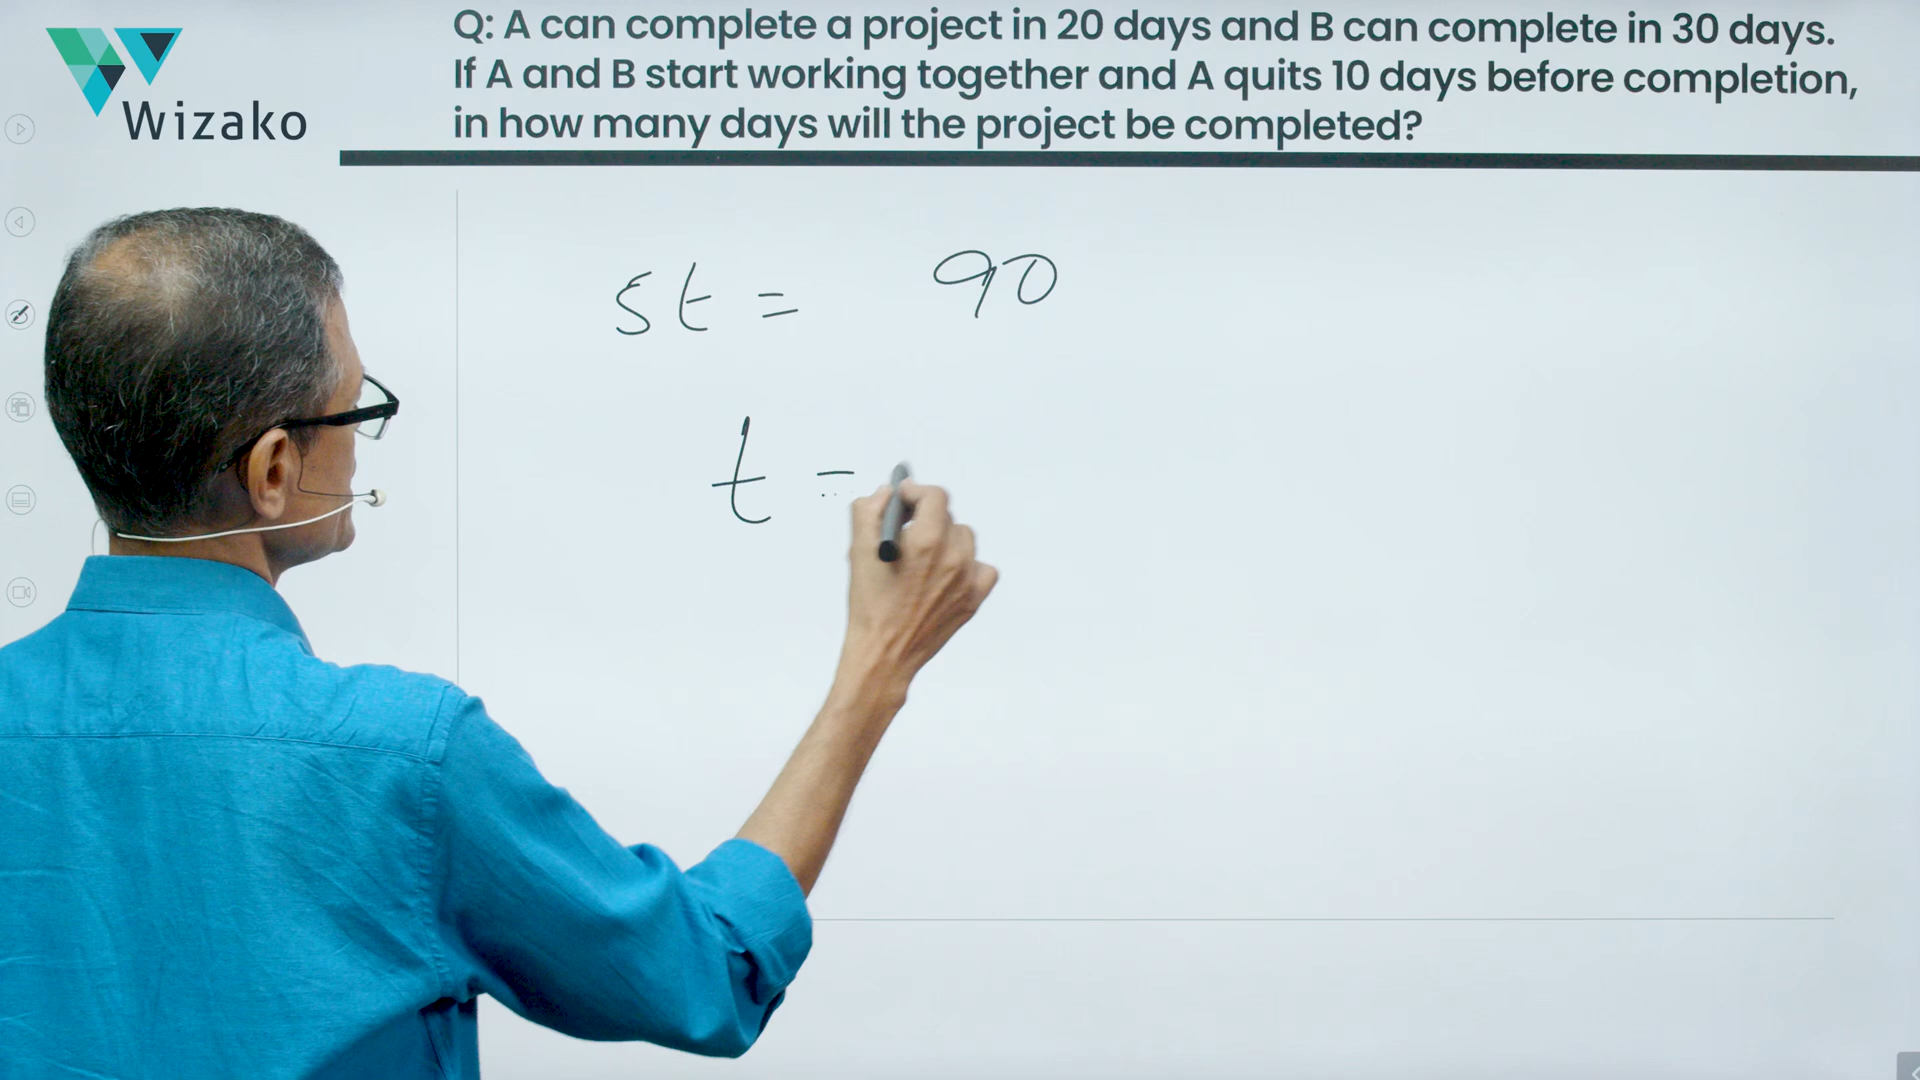 Wizako
Q: A can complete a project in 20 days and B can complete in 30 days.
If A and B start working together and A quits 10 days before completion,
in how many days will the project be completed?
5t = 90
t =